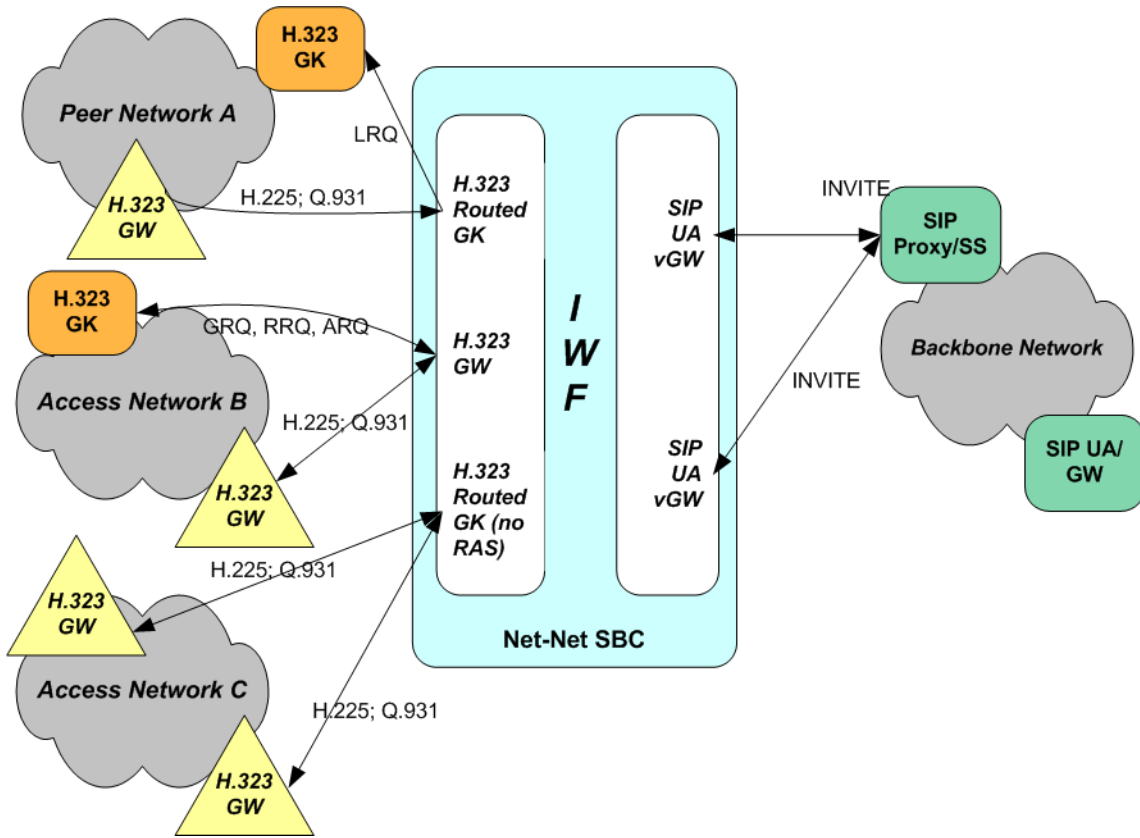 H.323
GK
Peer Network A
LRQ
H.323
GW
H.225; Q.931
H.323
Routed
GK
H.323
GK
GRQ, RRQ, ARQ
H.323
GW
Access Network B
H.225; Q.931
H.323
GW
H.323
Routed
GK (no
RAS)
H.323
GW
H.225; Q.931
Access Network C
H.225; Q.931
H.323
GW
I
W
F
SIP
UA
vGW
SIP
UA
vGW
Net-Net SBC
INVITE
SIP
Proxy/SS
INVITE
Backbone Network
SIP UA/
GW